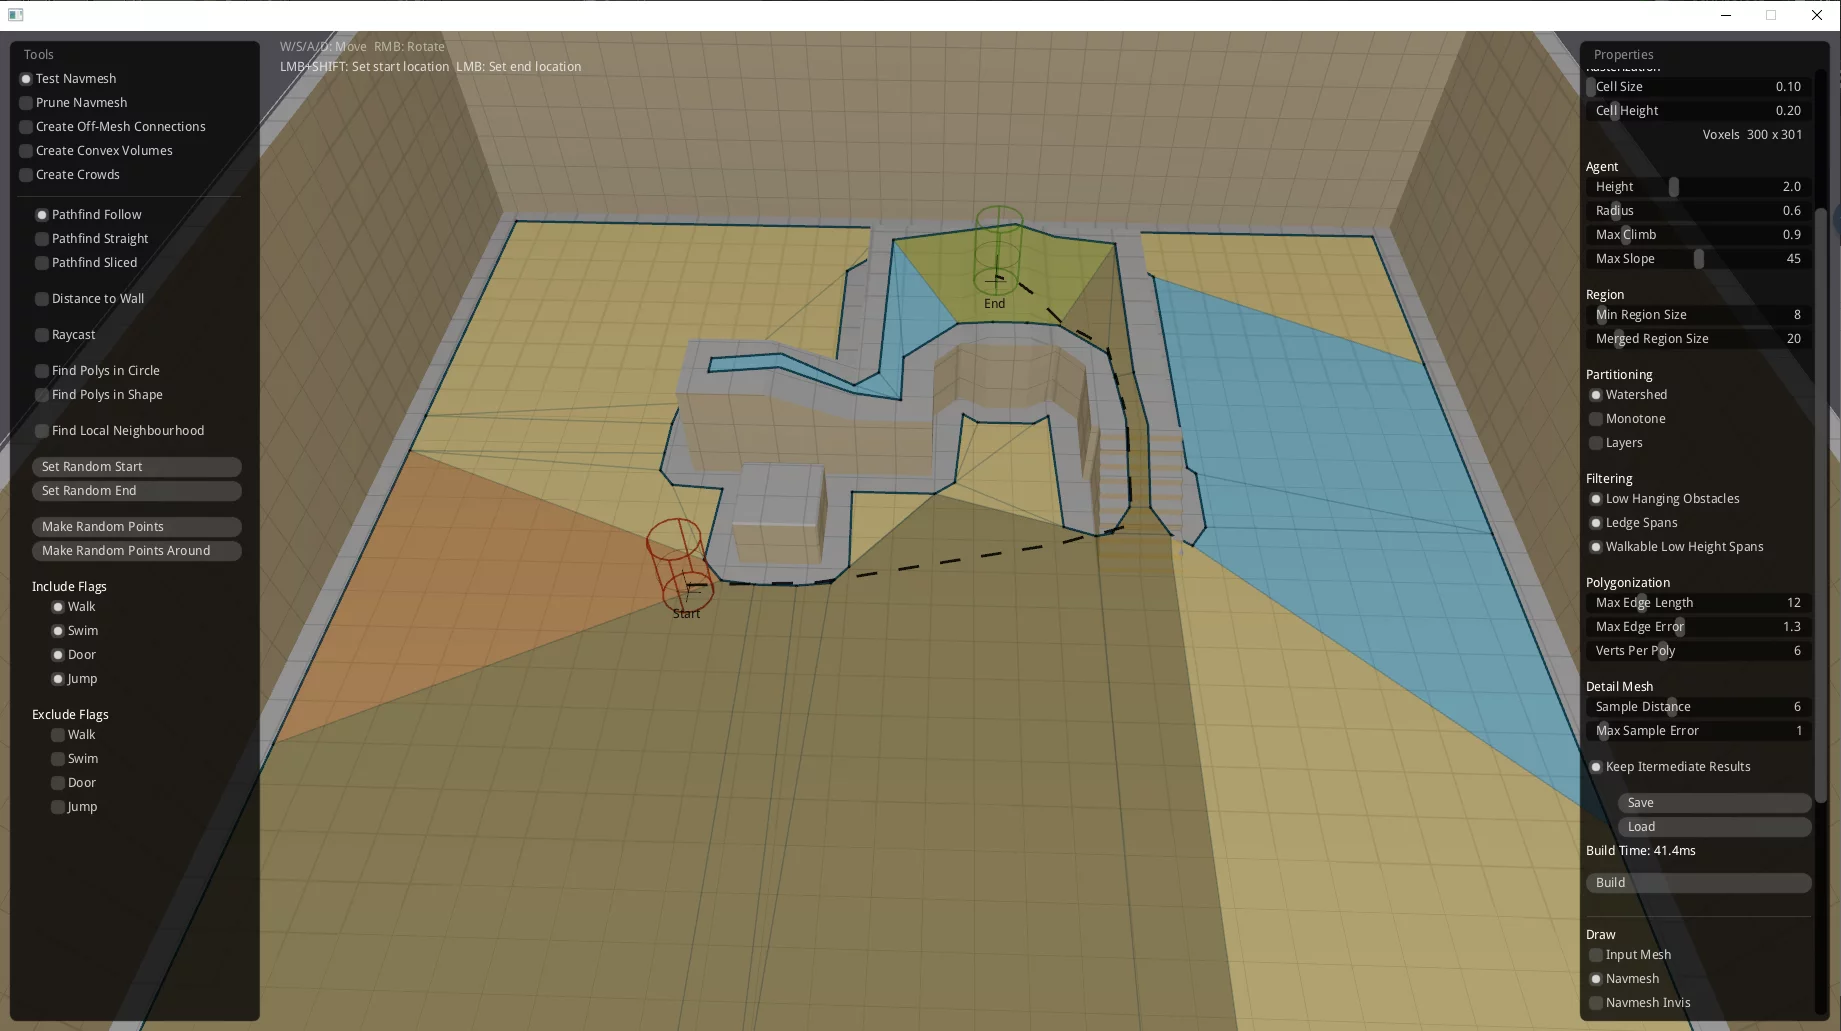 Tools
Test Navmesh
Prune Navmesh
Create Off-Mesh Connections
Create Convex Volumes
Create Crowds
Pathfind Follow
Pathfind Straight
Pathfind Sliced
Distance to Wall
Raycast
Find Polys in Circle
Find Polys in Shape
Find Local Neighbourhood
Set Random Start
Set Random End
Make Random Points
Make Random Points Around
Include Flags
Walk
Swim
Door
Jump
Exclude Flags
Walk
Swim
Door
Jump
W/S/A/D: Move RMB: Rotate
LMB+SHIFT: Set start location LMB: Set end location
End
Start
Properties
Rasterization
Cell Size 0.10
Cell Height 0.20
Voxels 300 x 301
Agent
Height 2.0
Radius 0.6
Max Climb 0.9
Max Slope 45
Region
Min Region Size 8
Merged Region Size 20
Partitioning
Watershed
Monotone
Layers
Filtering
Low Hanging Obstacles
Ledge Spans
Walkable Low Height Spans
Polygonization
Max Edge Length 12
Max Edge Error 1.3
Verts Per Poly 6
Detail Mesh
Sample Distance 6
Max Sample Error 1
Keep Itermediate Results
Save
Load
Build Time: 41.4ms
Build
Draw
Input Mesh
Navmesh
Navmesh Invis